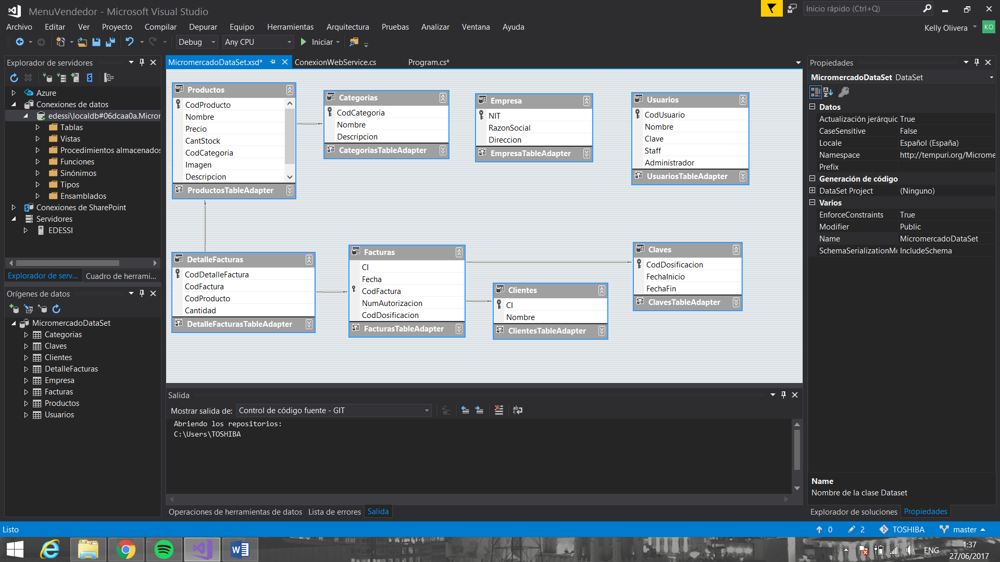 MenuVendedor - Microsoft Visual Studio
Inicio rápido (Ctrl+Q)
Archivo Editar Ver Proyecto Compilar Depurar Equipo Herramientas Arquitectura Pruebas Analizar Ventana Ayuda
Kelly Olivera KO
Debug Any CPU Iniciar
Explorador de servidores
Azure
Conexiones de datos
edessi\localdb#06dcaa0a.Micror
Tablas
Vistas
Procedimientos almacenados
Funciones
Sinónimos
Tipos
Ensamblados
Conexiones de SharePoint
Servidores
EDESSI
Explorador de serv... Cuadro de herrami...
Orígenes de datos
MicromercadoDataSet
Categorias
Claves
Clientes
DetalleFacturas
Empresa
Facturas
Productos
Usuarios
MicromercadoDataSet.xsd* ConexionWebService.cs Program.cs*
Productos
CodProducto
Nombre
Precio
CantStock
CodCategoria
Imagen
Descripcion
ProductosTableAdapter
Categorias
CodCategoria
Nombre
Descripcion
CategoriasTableAdapter
Empresa
NIT
RazonSocial
Direccion
EmpresaTableAdapter
Usuarios
CodUsuario
Nombre
Clave
Staff
Administrador
UsuariosTableAdapter
DetalleFacturas
CodDetalleFactura
CodFactura
CodProducto
Cantidad
DetalleFacturasTableAdapter
Facturas
CI
Fecha
CodFactura
NumAutorizacion
CodDosificacion
FacturasTableAdapter
Clientes
CI
Nombre
ClientesTableAdapter
Claves
CodDosificacion
FechaInicio
FechaFin
ClavesTableAdapter
Salida
Mostrar salida de: Control de código fuente - GIT
Abriendo los repositorios:
C:\Users\TOSHIBA
Operaciones de herramientas de datos Lista de errores Salida
Propiedades
MicromercadoDataSet DataSet
Datos
Actualización jerárquic True
CaseSensitive False
Locale Español (España)
Namespace http://tempuri.org/Microme
Prefix
Generación de código
DataSet Project (Ninguno)
Varios
EnforceConstraints True
Modifier Public
Name MicromercadoDataSet
SchemaSerializationMo IncludeSchema
Name
Nombre de la clase Dataset
Explorador de soluciones Propiedades
Listo
0 2 TOSHIBA master
ENG
1:37
27/06/2017